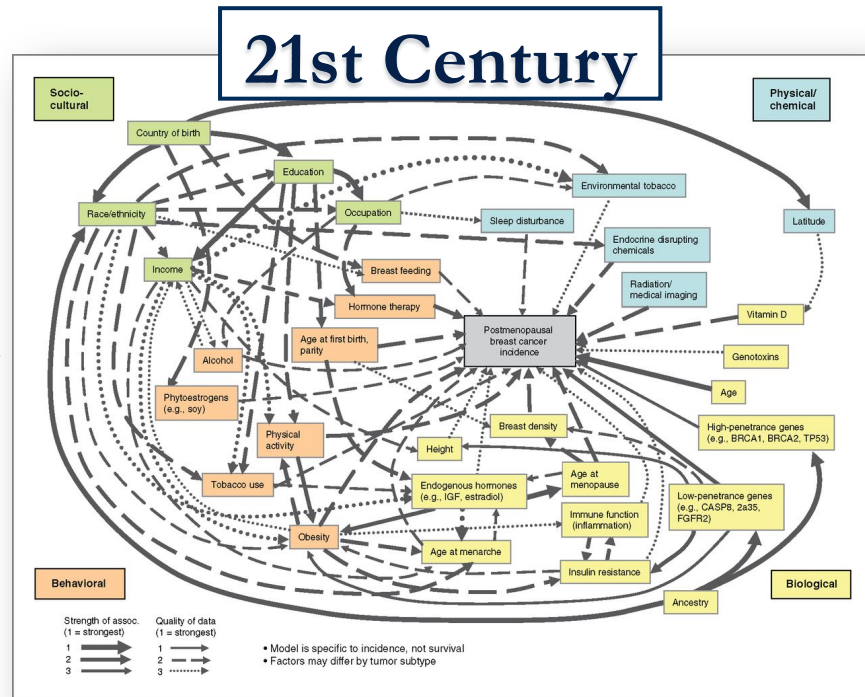 21st Century
Socio-
cultural
Physical/
chemical
Country of birth
Education
Environmental tobacco
Race/ethnicity
Occupation
Sleep disturbance
Latitude
Endocrine disrupting
chemicals
Income
Breast feeding
Radiation/
medical imaging
Hormone therapy
Vitamin D
Postmenopausal
breast cancer
incidence
Age at first birth,
parity
Genotoxins
Alcohol
Age
Phytoestrogens
(e.g., soy)
Breast density
High-penetrance genes
(e.g., BRCA1, BRCA2, TP53)
Physical
activity
Height
Tobacco use
Endogenous hormones
(e.g., IGF, estradiol)
Age at
menopause
Low-penetrance genes
(e.g., CASP8, 2a35,
FGFR2)
Immune function
(inflammation)
Obesity
Age at menarche
Insulin resistance
Behavioral
Biological
Ancestry
Strength of assoc.
(1 = strongest)
1
2
3
Quality of data
(1 = strongest)
1
2
3
• Model is specific to incidence, not survival
• Factors may differ by tumor subtype